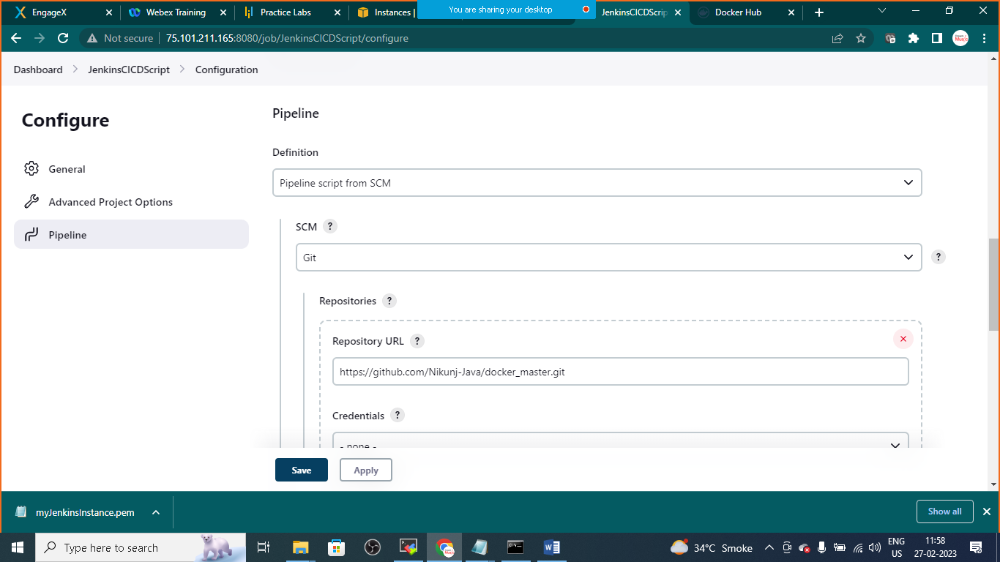 EngageX
Webex Training
Practice Labs
Instances |
You are sharing your desktop
JenkinsCICDScrip
Docker Hub
Not secure
75.101.211.165:8080/job/JenkinsCICDScript/configure
Dashboard
JenkinsCICDScript
Configuration
Configure
General
Advanced Project Options
Pipeline
Pipeline
Definition
Pipeline script from SCM
SCM ?
Git
?
Repositories ?
Repository URL ?
https://github.com/Nikunj-Java/docker_master.git
Credentials ?
- none -
Save
Apply
myJenkinsInstance.pem
Show all
Type here to search
34°C Smoke
ENG
US
11:58
27-02-2023